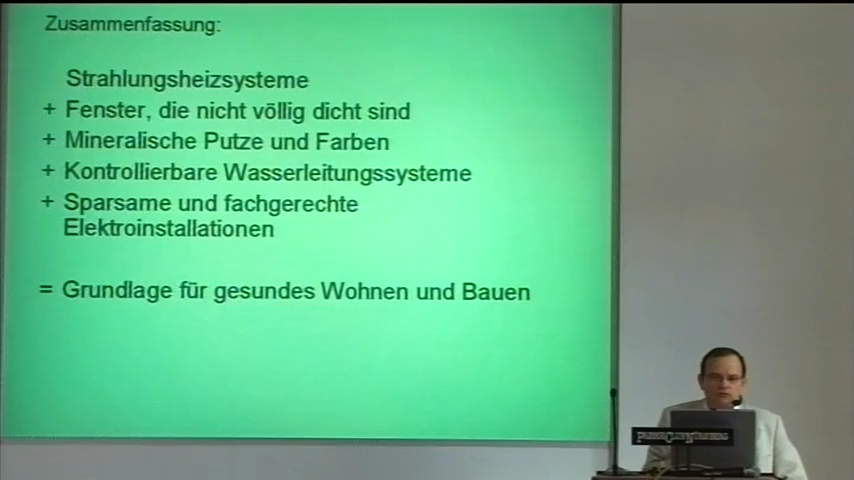 Zusammenfassung:
Strahlungsheizsysteme
+ Fenster, die nicht völlig dicht sind
+ Mineralische Putze und Farben
+ Kontrollierbare Wasserleitungssysteme
+ Sparsame und fachgerechte
Elektroinstallationen
= Grundlage für gesundes Wohnen und Bauen